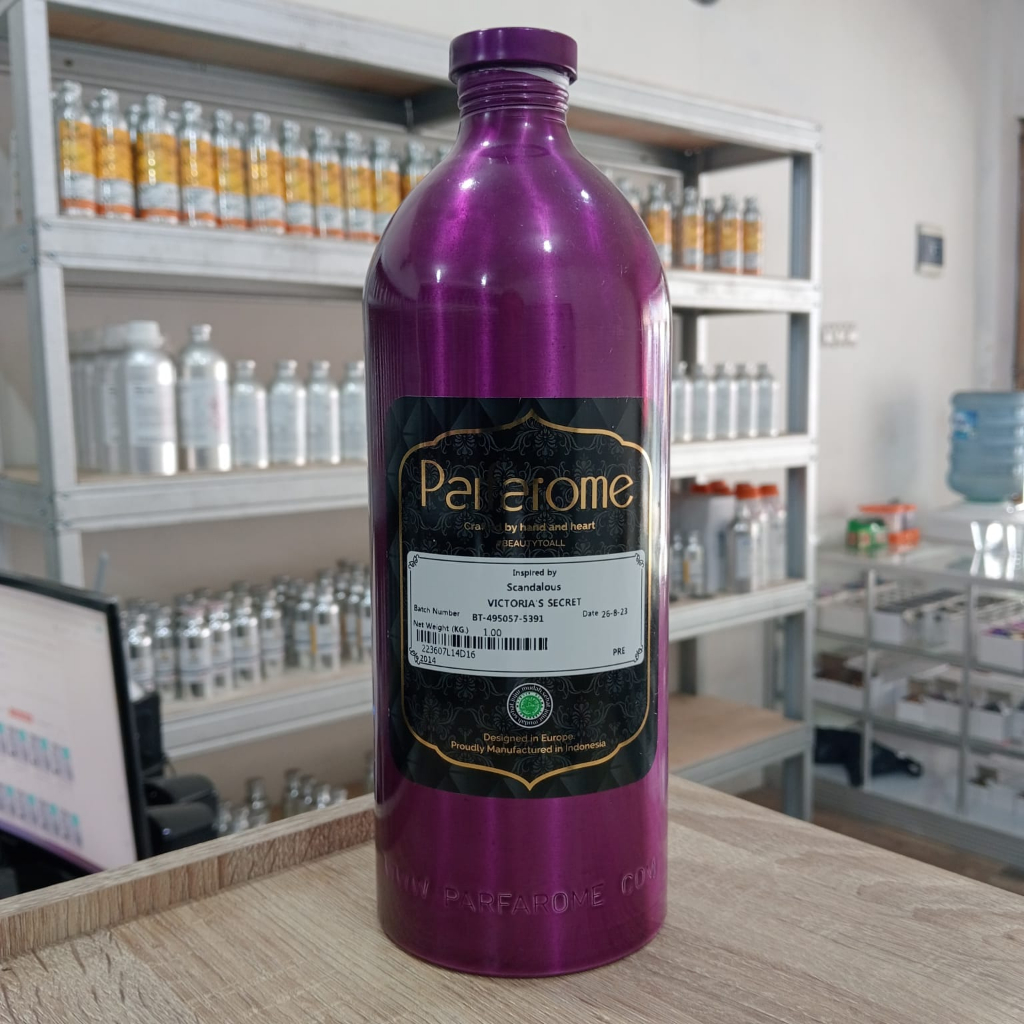 Parfarome
Crafted by hand and heart
#BEAUTYTOALL
Inspired by
Scandalous
VICTORIA'S SECRET
Batch Number BT-495057-5391 Date 26-8-23
Net Weight (KG.) 1.00
223607L14D16 PRE
2014
Designed in Europe.
Proudly Manufactured in Indonesia
PARFAROME COM